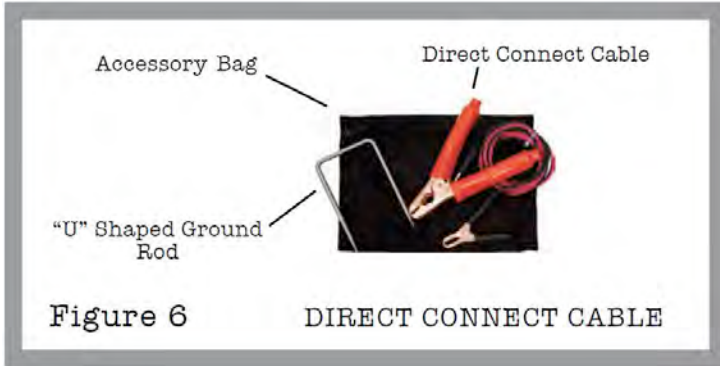 Accessory Bag
Direct Connect Cable
“U” Shaped Ground
Rod
Figure 6
DIRECT CONNECT CABLE